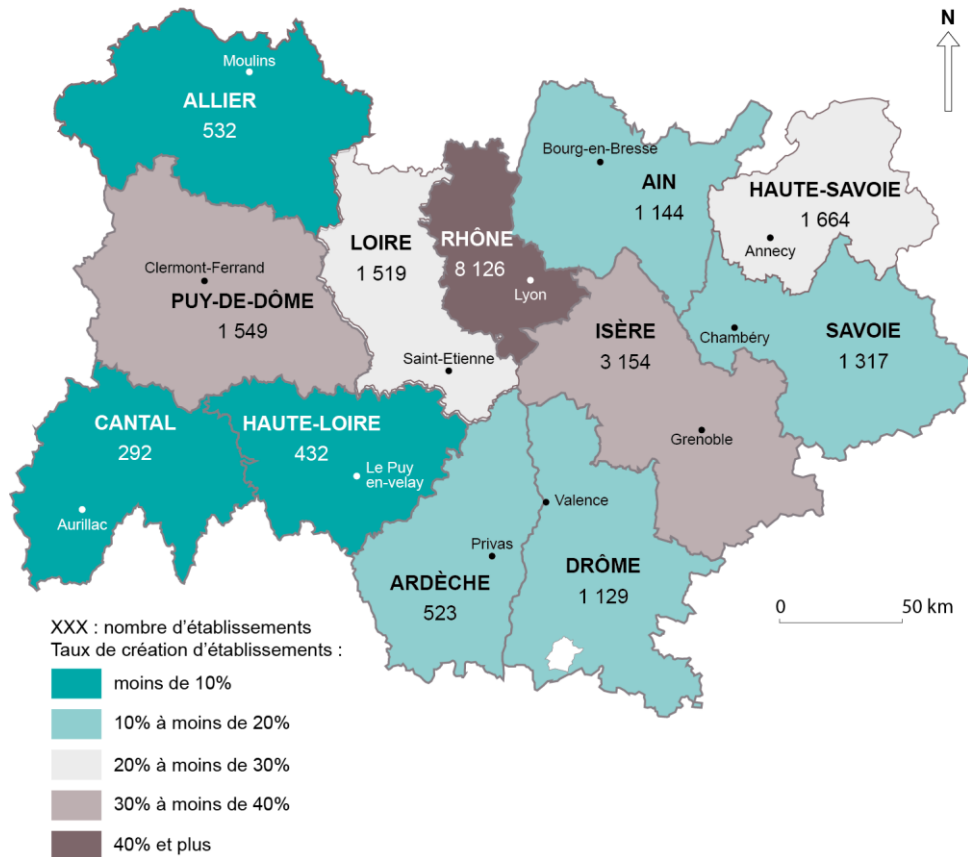 N
Moulins
ALLIER
532
Bourg-en-Bresse
AIN
1 144
HAUTE-SAVOIE
1 664
Annecy
LOIRE
1 519
RHÔNE
8 126
Lyon
Clermont-Ferrand
PUY-DE-DÔME
1 549
ISÈRE
3 154
Chambéry
SAVOIE
1 317
Saint-Etienne
Grenoble
CANTAL
292
Aurillac
HAUTE-LOIRE
432
Le Puy
en-velay
Valence
Privas
ARDÈCHE
523
DRÔME
1 129
0 50 km
XXX : nombre d'établissements
Taux de création d'établissements :
moins de 10%
10% à moins de 20%
20% à moins de 30%
30% à moins de 40%
40% et plus